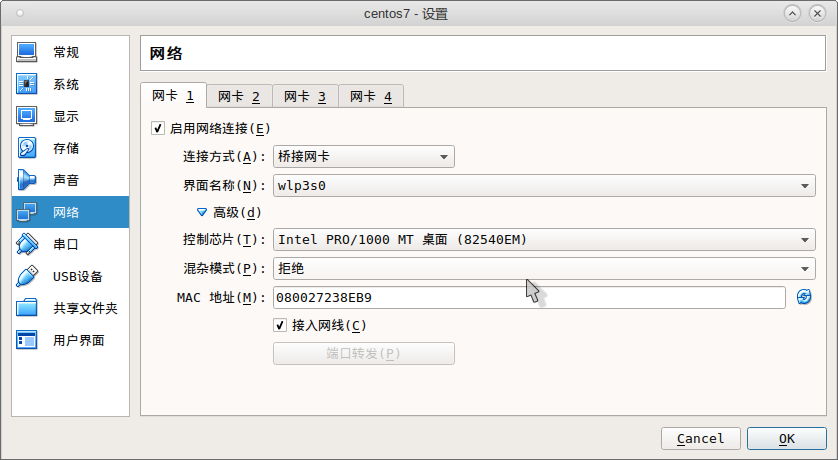 centos7 - 设置
常规
系统
显示
存储
声音
网络
串口
USB设备
共享文件夹
用户界面
网络
网卡 1 网卡 2 网卡 3 网卡 4
启用网络连接(E)
连接方式(A): 桥接网卡
界面名称(N): wlp3s0
高级(d)
控制芯片(T): Intel PRO/1000 MT 桌面 (82540EM)
混杂模式(P): 拒绝
MAC 地址(M): 080027238EB9
接入网线(C)
端口转发(P)
Cancel OK